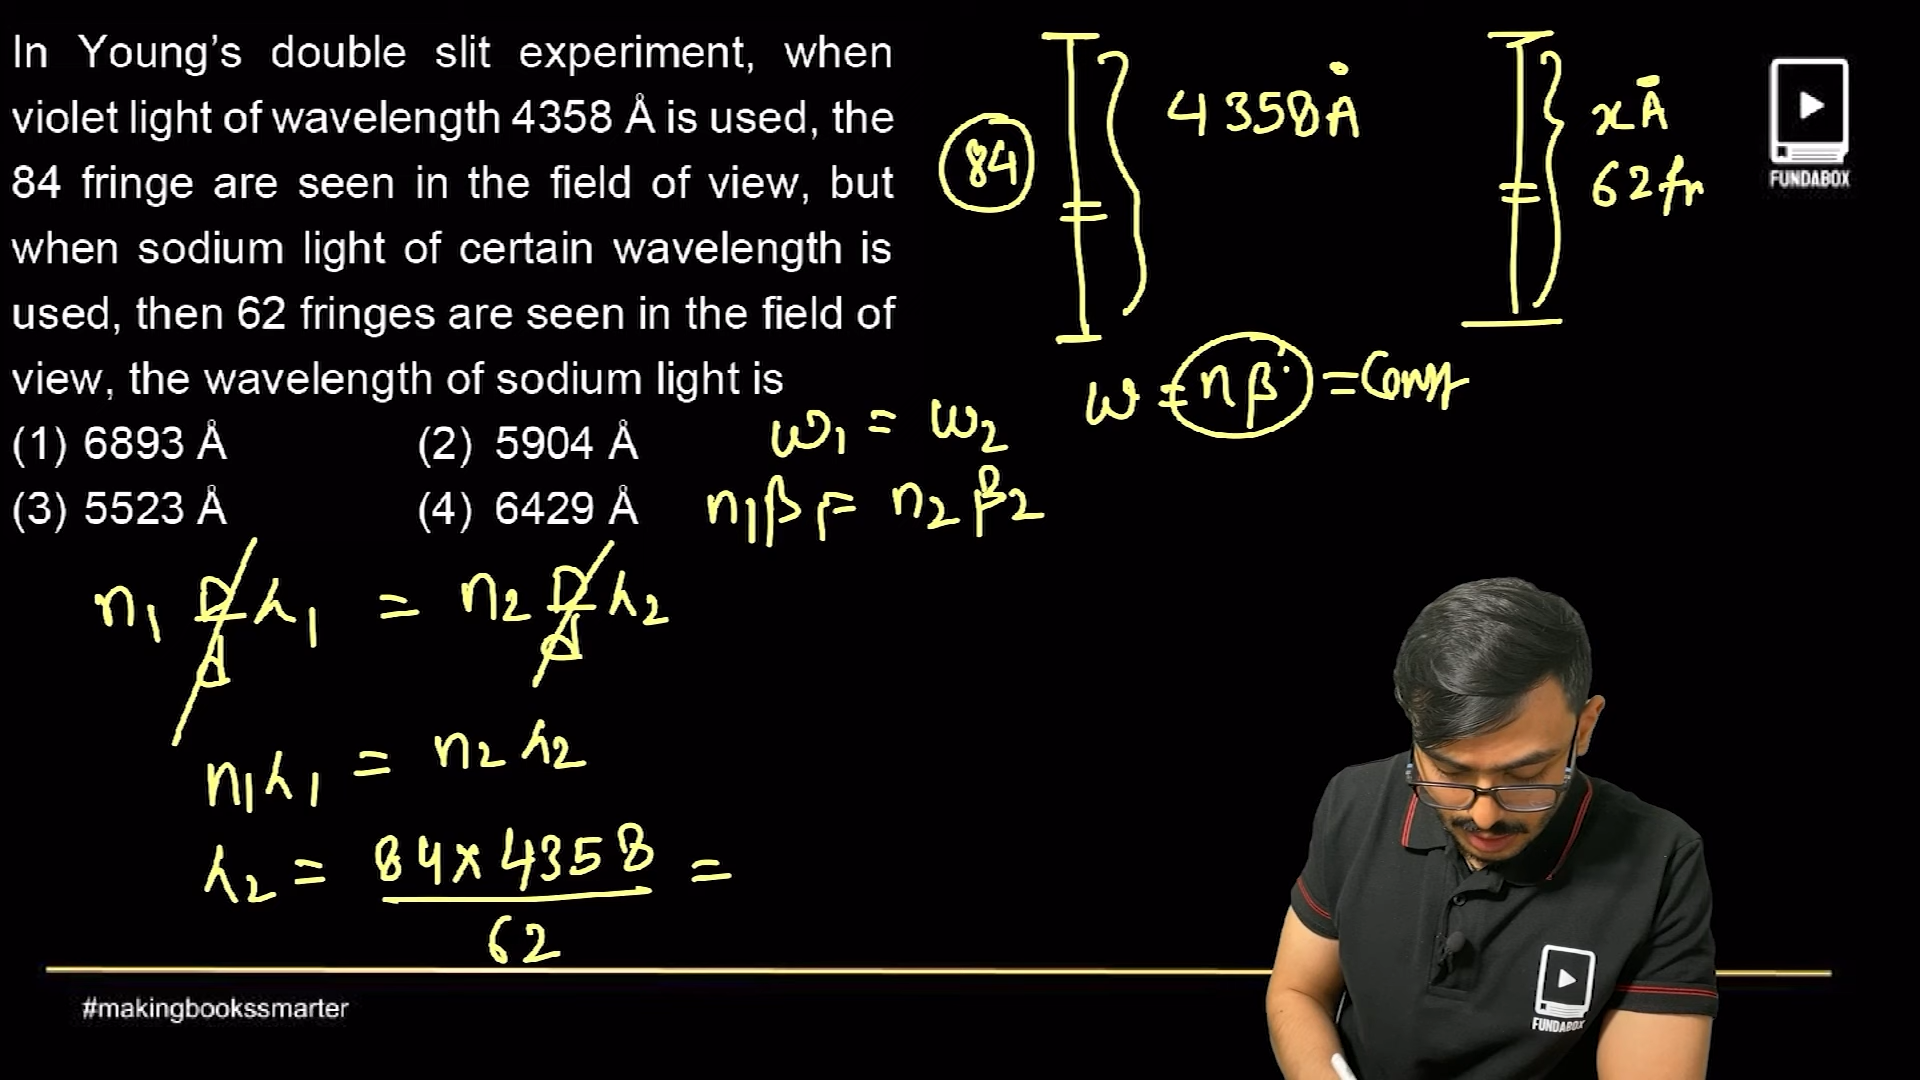 In Young’s double slit experiment, when
violet light of wavelength 4358 Å is used, the
84 fringe are seen in the field of view, but
when sodium light of certain wavelength is
used, then 62 fringes are seen in the field of
view, the wavelength of sodium light is
(1) 6893 Å (2) 5904 Å
(3) 5523 Å (4) 6429 Å
84
4358Å
xÅ
62fr
FUNDABOX
W = nβ = Const
ω₁ = ω₂
n₁β₁ = n₂β₂
n₁ D/d λ₁ = n₂ D/d λ₂
n₁λ₁ = n₂λ₂
λ₂ = 84×4358/62 =
#makingbookssmarter
FUNDABOX